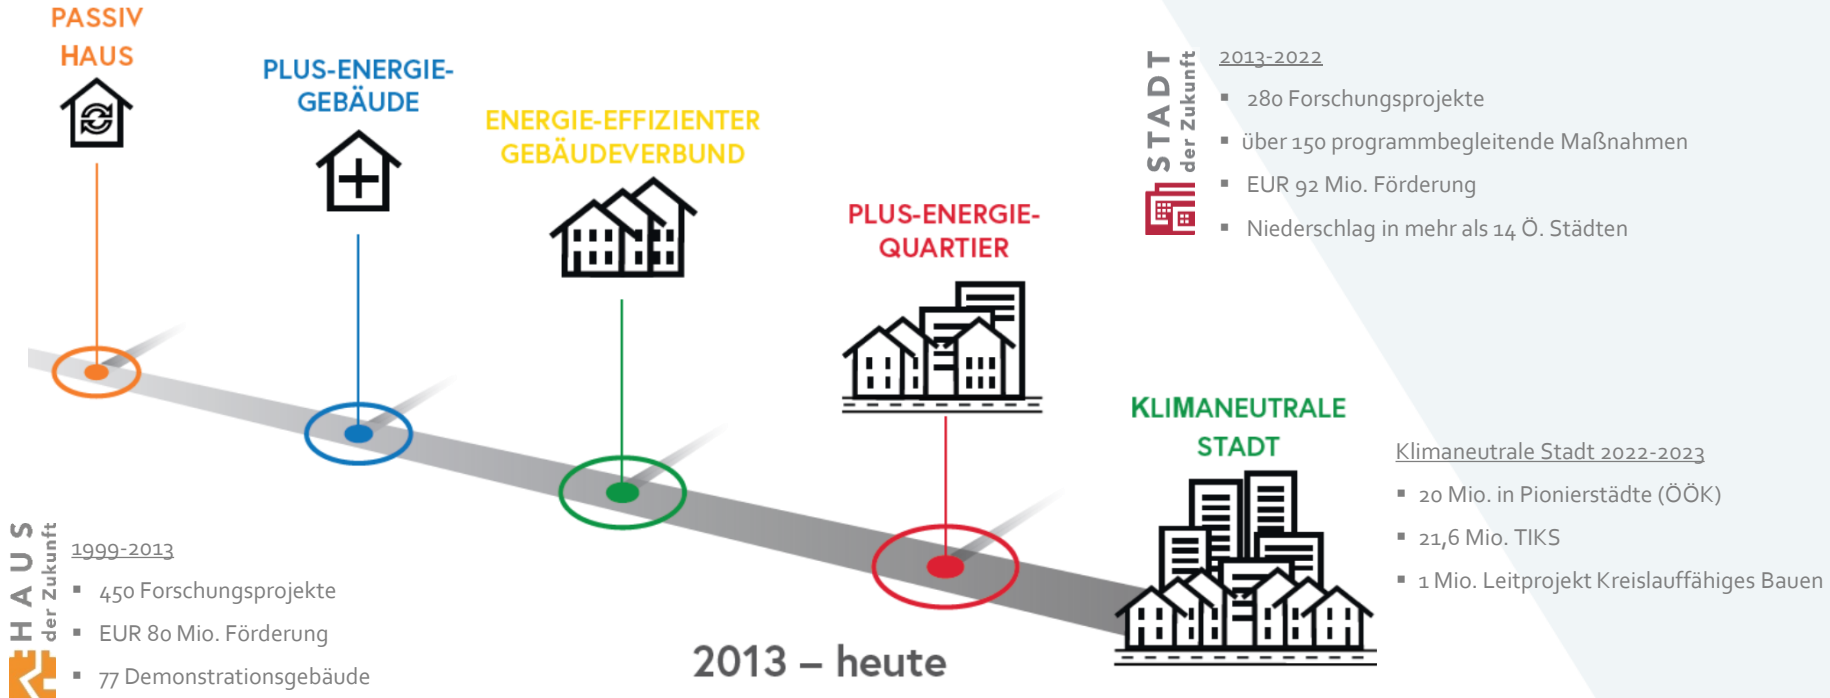 PASSIV
HAUS
PLUS-ENERGIE-
GEBÄUDE
ENERGIE-EFFIZIENTER
GEBÄUDEVERBUND
PLUS-ENERGIE-
QUARTIER
KLIMANEUTRALE
STADT
STADT
der Zukunft
2013-2022
▪ 280 Forschungsprojekte
▪ über 150 programmbegleitende Maßnahmen
▪ EUR 92 Mio. Förderung
▪ Niederschlag in mehr als 14 Ö. Städten
Klimaneutrale Stadt 2022-2023
▪ 20 Mio. in Pionierstädte (ÖÖK)
▪ 21,6 Mio. TIKS
▪ 1 Mio. Leitprojekt Kreislauffähiges Bauen
HAUS
der Zukunft
1999-2013
▪ 450 Forschungsprojekte
▪ EUR 80 Mio. Förderung
▪ 77 Demonstrationsgebäude
2013 – heute